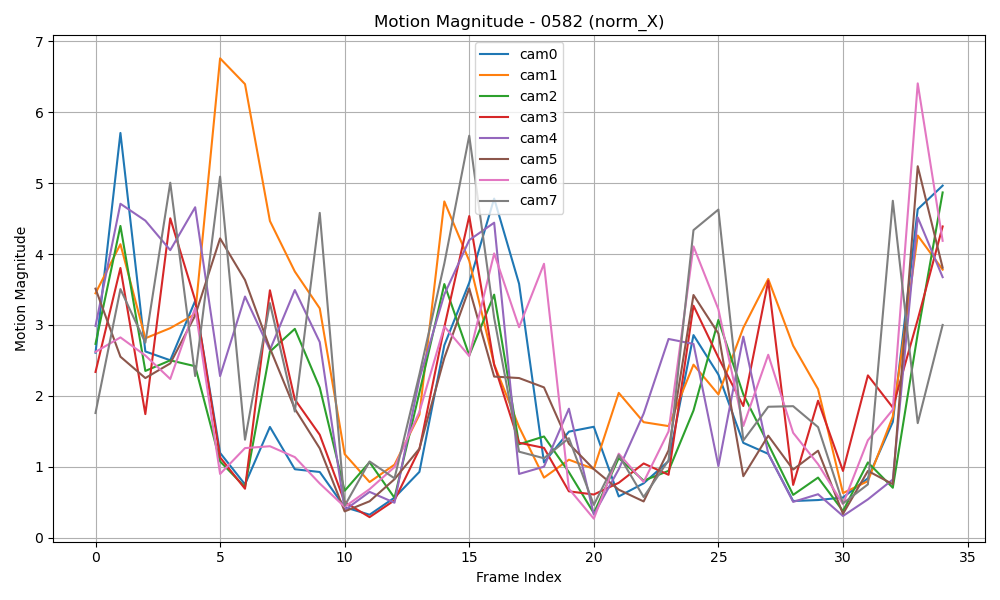 Motion Magnitude - 0582 (norm_X)
Motion Magnitude
7
6
5
4
3
2
1
0
cam0
cam1
cam2
cam3
cam4
cam5
cam6
cam7
0 5 10 15 20 25 30 35
Frame Index